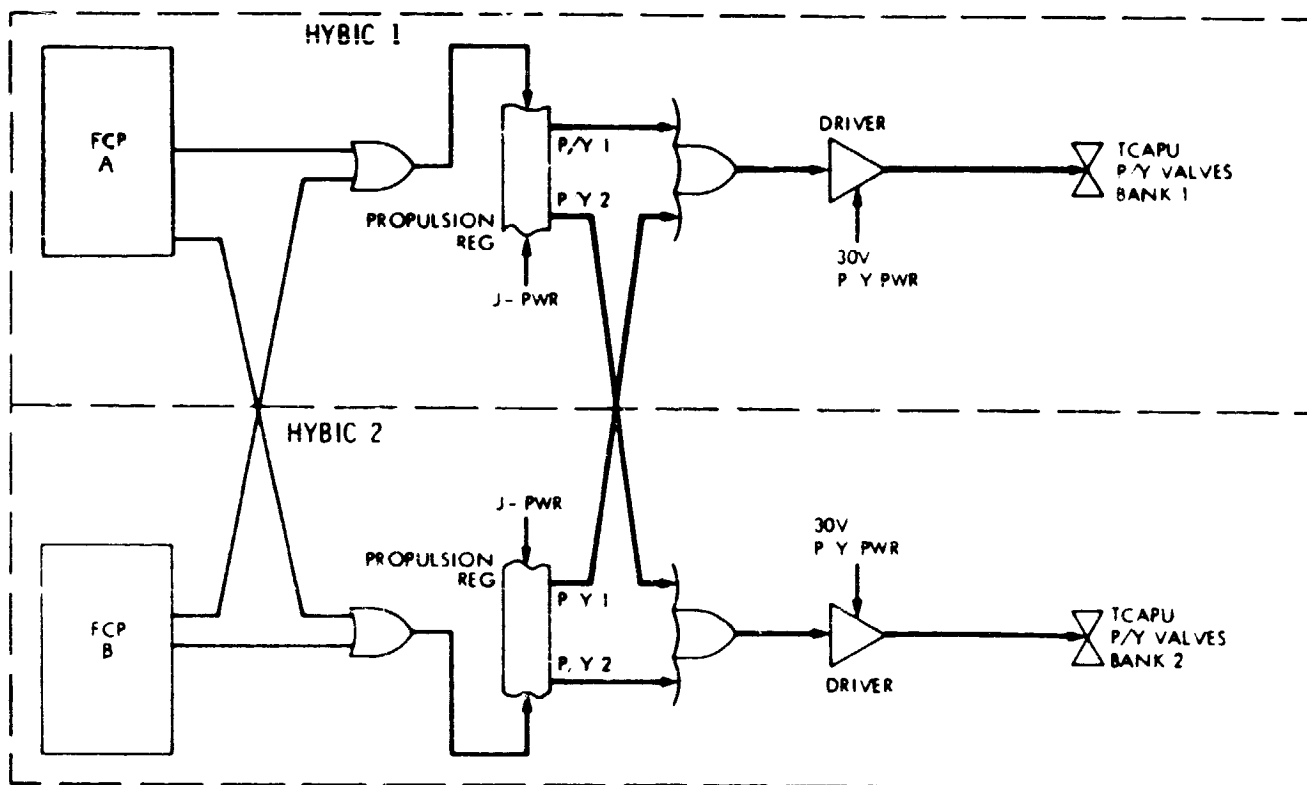 HYBIC 1
FCP
A
PROPULSION
REG
P/Y 1
P Y 2
J- PWR
DRIVER
30V
P Y PWR
TCAPU
P/Y VALVES
BANK 1
HYBIC 2
FCP
B
PROPULSION
REG
J- PWR
P Y 1
P/Y 2
30V
P Y PWR
DRIVER
TCAPU
P/Y VALVES
BANK 2